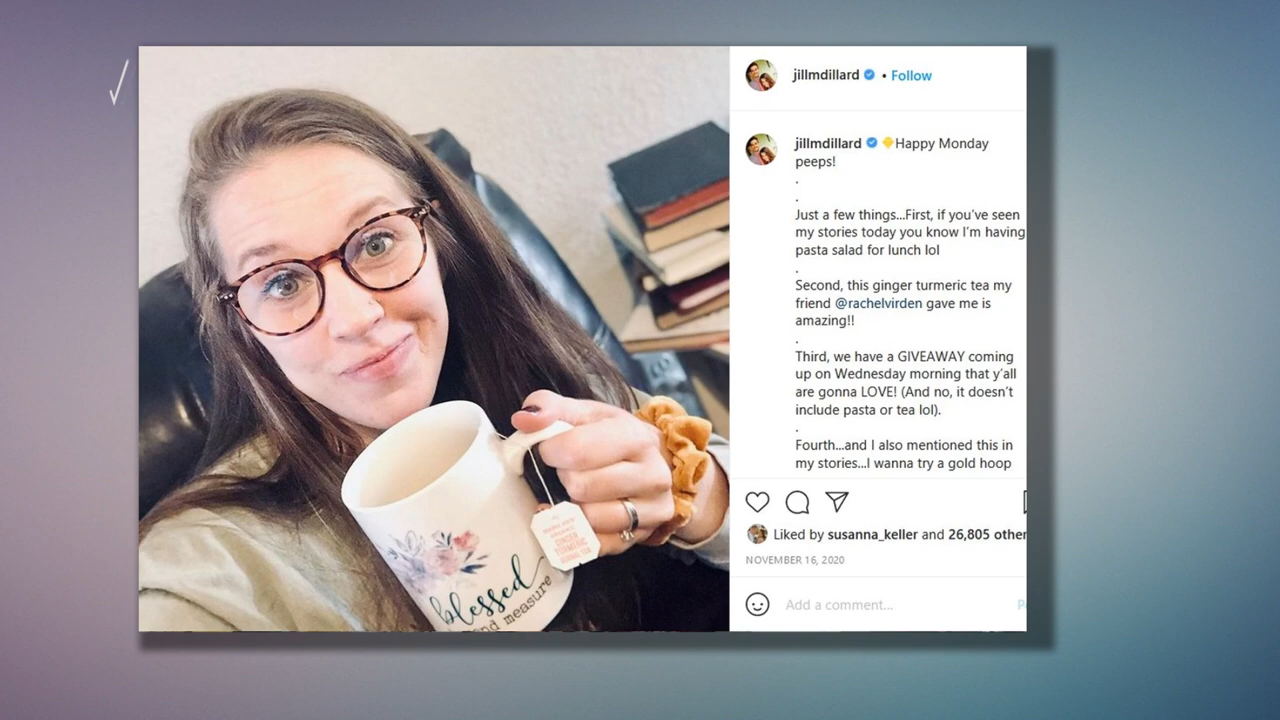 jillmdillard • Follow
jillmdillard Happy Monday
peeps!
.
.
Just a few things...First, if you've seen
my stories today you know I'm having
pasta salad for lunch lol
.
Second, this ginger turmeric tea my
friend @rachelvirden gave me is
amazing!!
.
Third, we have a GIVEAWAY coming
up on Wednesday morning that y'all
are gonna LOVE! (And no, it doesn't
include pasta or tea lol).
.
Fourth...and I also mentioned this in
my stories...I wanna try a gold hoop
Liked by susanna_keller and 26,805 other
NOVEMBER 16, 2020
Add a comment...
GINGER
TURMERIC
blessed
measure